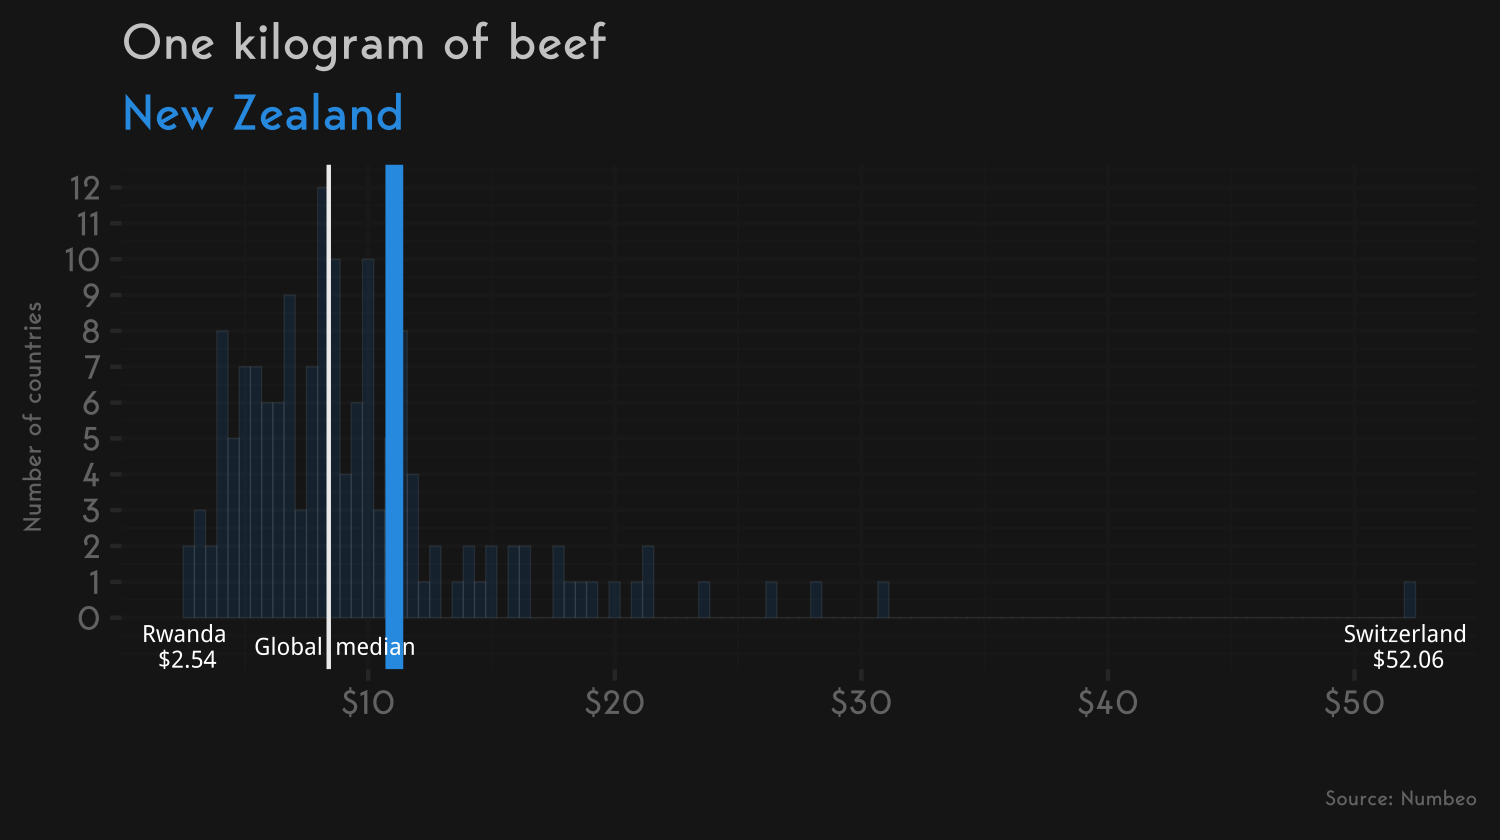 One kilogram of beef
New Zealand
Number of countries
12
11
10
9
8
7
6
5
4
3
2
1
0
Rwanda
$2.54
Global median
Switzerland
$52.06
$10
$20
$30
$40
$50
Source: Numbeo